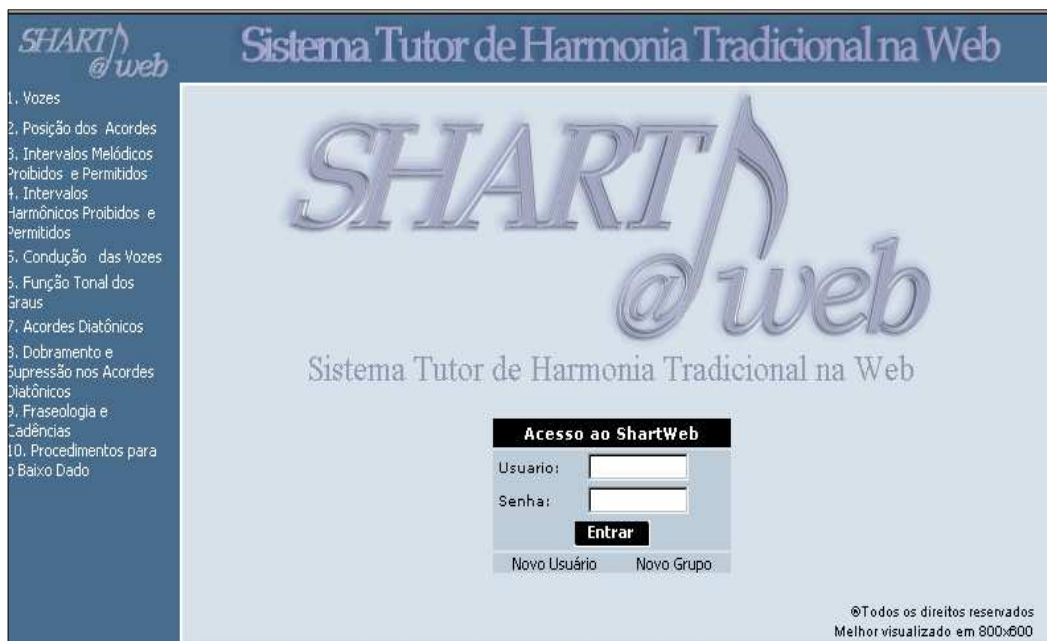 SHART
@web
Sistema Tutor de Harmonia Tradicional na Web
1. Vozes
2. Posição dos Acordes
3. Intervalos Melódicos
Proibidos e Permitidos
4. Intervalos
Harmônicos Proibidos e
Permitidos
5. Condução das Vozes
6. Função Tonal dos
Graus
7. Acordes Diatônicos
8. Dobramento e
Supressão nos Acordes
Diatônicos
9. Fraseologia e
Cadências
10. Procedimentos para
o Baixo Dado
SHART
@web
Sistema Tutor de Harmonia Tradicional na Web
Acesso ao ShartWeb
Usuario:
Senha:
Entrar
Novo Usuário Novo Grupo
®Todos os direitos reservados
Melhor visualizado em 800x600